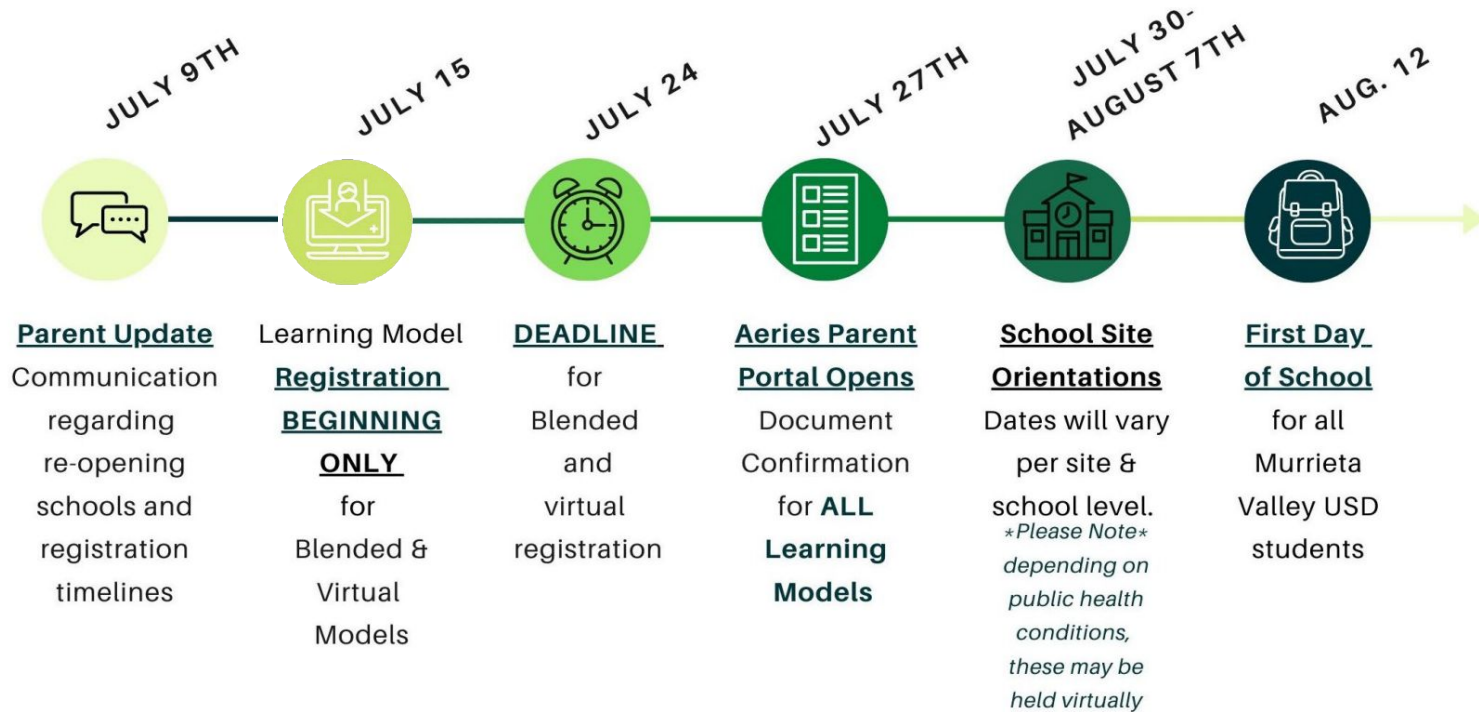 JULY 9TH
Parent Update
Communication
regarding
re-opening
schools and
registration
timelines
JULY 15
Learning Model
Registration
BEGINNING
ONLY
for
Blended &
Virtual
Models
JULY 24
DEADLINE
for
Blended
and
virtual
registration
JULY 27TH
Aeries Parent
Portal Opens
Document
Confirmation
for ALL
Learning
Models
JULY 30-
AUGUST 7TH
School Site
Orientations
Dates will vary
per site &
school level.
*Please Note*
depending on
public health
conditions,
these may be
held virtually
AUG. 12
First Day
of School
for all
Murrieta
Valley USD
students